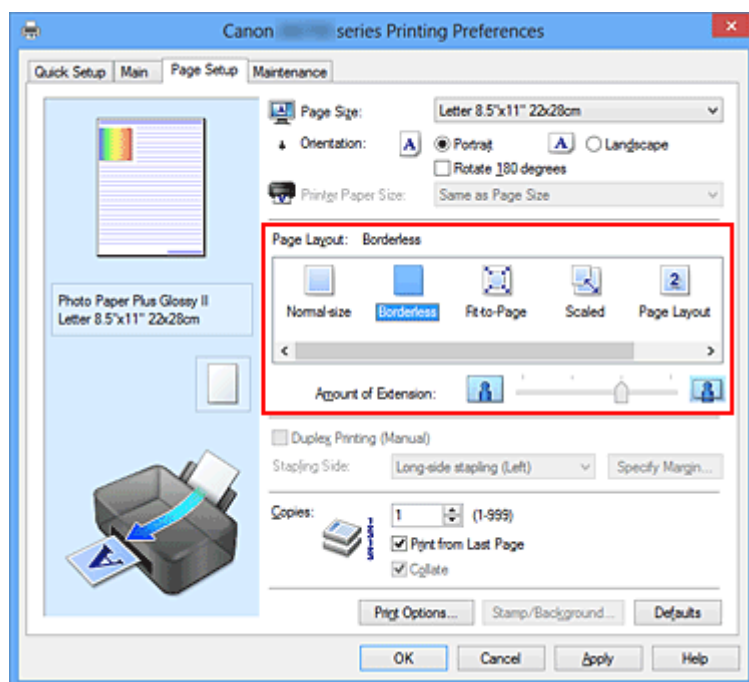 Canon series Printing Preferences
Quick Setup Main Page Setup Maintenance
Page Size: Letter 8.5"x11" 22x28cm
Orientation: A Portrait A Landscape
Rotate 180 degrees
Printer Paper Size: Same as Page Size
Page Layout: Borderless
Normal-size Borderless Fit-to-Page Scaled 2 Page Layout
Photo Paper Plus Glossy II
Letter 8.5"x11" 22x28cm
Amount of Extension:
Duplex Printing (Manual)
Stapling Side: Long-side stapling (Left) Specify Margin...
Copies: 1 (1-999)
Print from Last Page
Collate
A
Print Options... Stamp/Background... Defaults
OK Cancel Apply Help